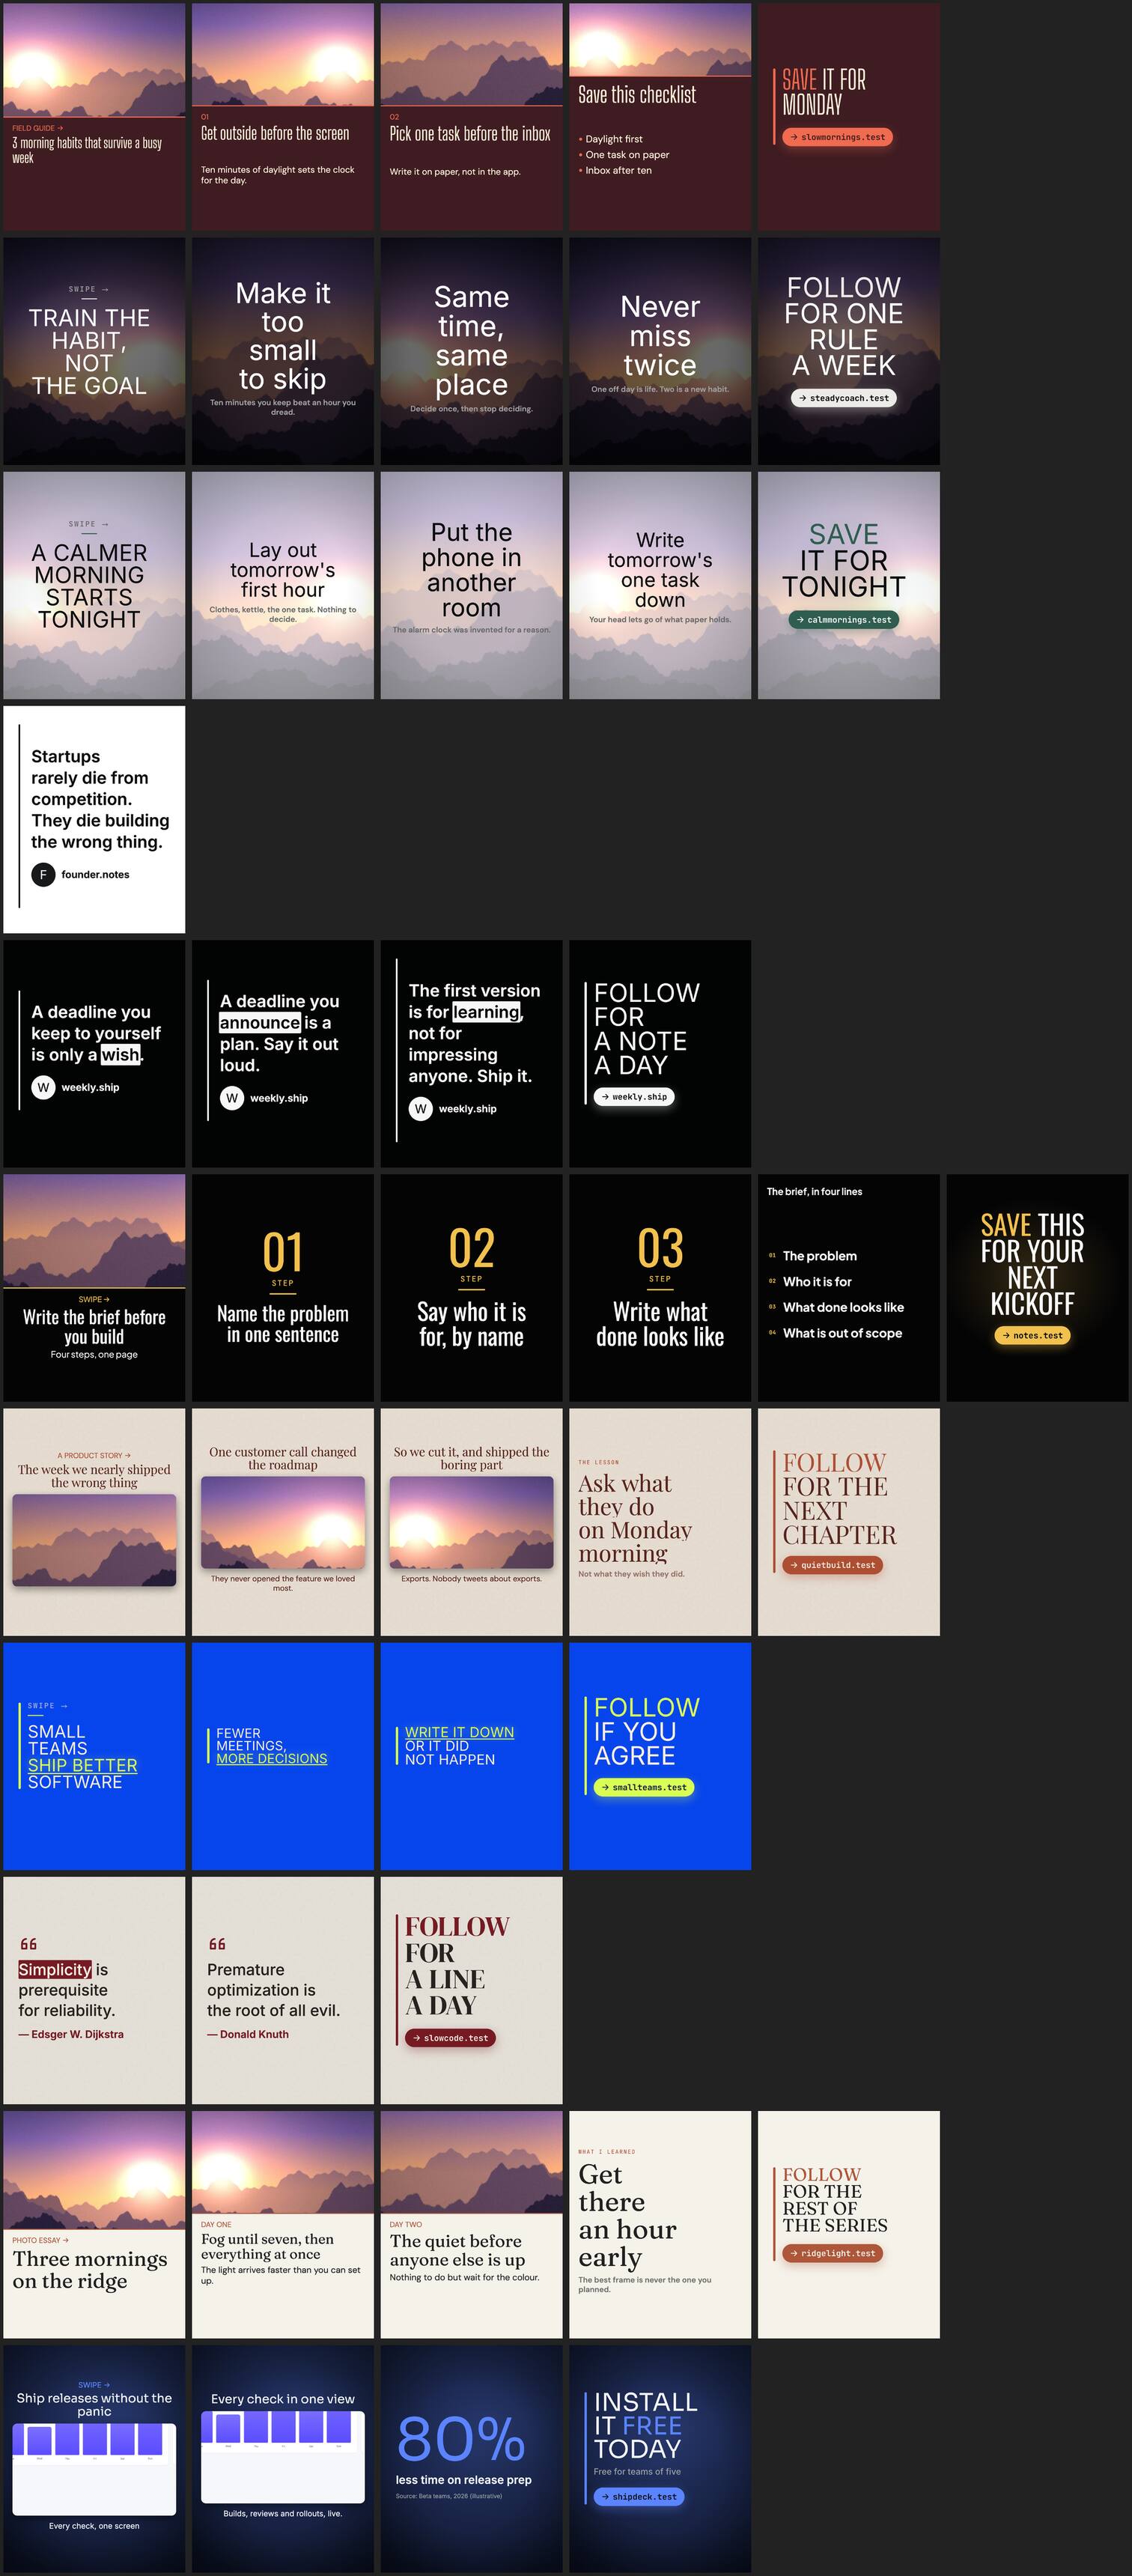 FIELD GUIDE →
3 morning habits that survive a busy
week
01
Get outside before the screen
Ten minutes of daylight sets the clock
for the day.
02
Pick one task before the inbox
Write it on paper, not in the app.
Save this checklist
• Daylight first
• One task on paper
• Inbox after ten
SAVE IT FOR
MONDAY
→ slowmornings.test
SWIPE →
TRAIN THE
HABIT,
NOT
THE GOAL
Make it
too
small
to skip
Ten minutes you keep beat an hour you
dread.
Same
time,
same
place
Decide once, then stop deciding.
Never
miss
twice
One off day is life. Two is a new habit.
FOLLOW
FOR ONE
RULE
A WEEK
→ steadycoach.test
SWIPE →
A CALMER
MORNING
STARTS
TONIGHT
Lay out
tomorrow's
first hour
Clothes, kettle, the one task. Nothing to
decide.
Put the
phone in
another
room
The alarm clock was invented for a reason.
Write
tomorrow's
one task
down
Your head lets go of what paper holds.
SAVE
IT FOR
TONIGHT
→ calmmornings.test
Startups
rarely die from
competition.
They die building
the wrong thing.
F founder.notes
A deadline you
keep to yourself
is only a wish.
W weekly.ship
A deadline you
announce is a
plan. Say it out
loud.
W weekly.ship
The first version
is for learning,
not for
impressing
anyone. Ship it.
W weekly.ship
FOLLOW
FOR
A NOTE
A DAY
→ weekly.ship
SWIPE →
Write the brief before
you build
Four steps, one page
01
STEP
Name the problem
in one sentence
02
STEP
Say who it is
for, by name
03
STEP
Write what
done looks like
The brief, in four lines
01 The problem
02 Who it is for
03 What done looks like
04 What is out of scope
SAVE THIS
FOR YOUR
NEXT
KICKOFF
→ notes.test
A PRODUCT STORY →
The week we nearly shipped
the wrong thing
One customer call changed
the roadmap
They never opened the feature we loved
most.
So we cut it, and shipped the
boring part
Exports. Nobody tweets about exports.
THE LESSON
Ask what
they do
on Monday
morning
Not what they wish they did.
FOLLOW
FOR THE
NEXT
CHAPTER
→ quietbuild.test
SWIPE →
SMALL
TEAMS
SHIP BETTER
SOFTWARE
FEWER
MEETINGS,
MORE DECISIONS
WRITE IT DOWN
OR IT DID
NOT HAPPEN
FOLLOW
IF YOU
AGREE
→ smallteams.test
“
Simplicity is
prerequisite
for reliability.
— Edsger W. Dijkstra
“
Premature
optimization is
the root of all evil.
— Donald Knuth
FOLLOW
FOR
A LINE
A DAY
→ slowcode.test
PHOTO ESSAY →
Three mornings
on the ridge
DAY ONE
Fog until seven, then
everything at once
The light arrives faster than you can set
up.
DAY TWO
The quiet before
anyone else is up
Nothing to do but wait for the colour.
WHAT I LEARNED
Get
there
an hour
early
The best frame is never the one you
planned.
FOLLOW
FOR THE
REST OF
THE SERIES
→ ridgelight.test
SWIPE →
Ship releases without the
panic
Every check, one screen
Every check in one view
Builds, reviews and rollouts, live.
80%
less time on release prep
Source: Beta teams, 2026 (illustrative)
INSTALL
IT FREE
TODAY
Free for teams of five
→ shipdeck.test